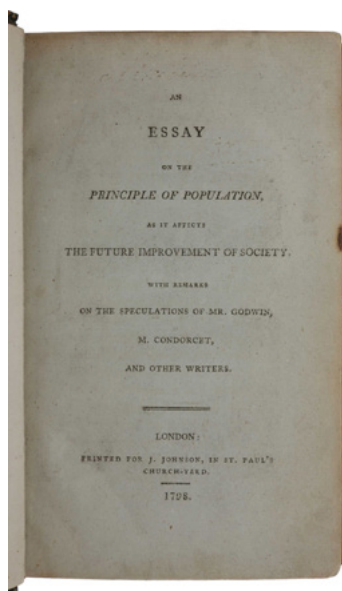 AN
ESSAY
ON THE
PRINCIPLE OF POPULATION,
AS IT AFFECTS
THE FUTURE IMPROVEMENT OF SOCIETY.
WITH REMARKS
ON THE SPECULATIONS OF MR. GODWIN,
M. CONDORCET,
AND OTHER WRITERS.
LONDON:
PRINTED FOR J. JOHNSON, IN ST. PAUL'S
CHURCH-YARD.
1798.